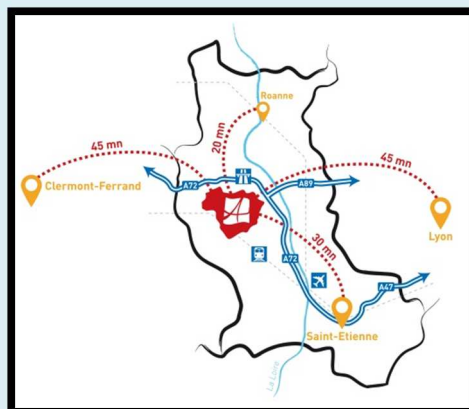 Roanne
45 mn
20 mn
45 mn
Clermont-Ferrand
A72
A89
Lyon
30 mn
A72
A47
Saint-Etienne
La Loire